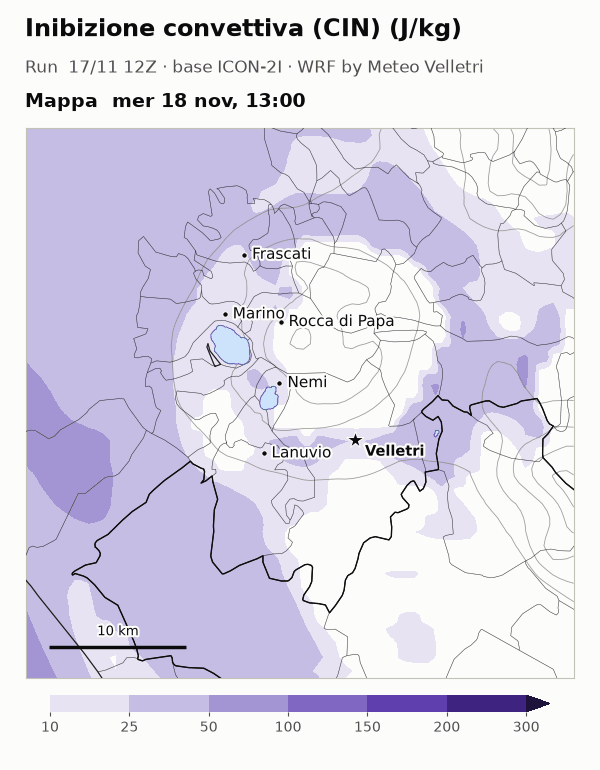 Inibizione convettiva (CIN) (J/kg)
Run  17/11 12Z · base ICON-2I · WRF by Meteo Velletri
Mappa  mer 18 nov, 13:00
Frascati
Marino
Rocca di Papa
Nemi
Velletri
Lanuvio
10 km
10 25 50 100 150 200 300